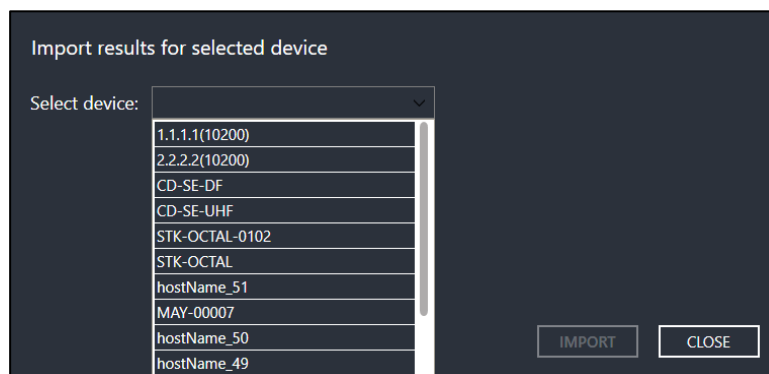 Import results for selected device
Select device:
1.1.1.1(10200)
2.2.2.2(10200)
CD-SE-DF
CD-SE-UHF
STK-OCTAL-0102
STK-OCTAL
hostName_51
MAY-00007
hostName_50
hostName_49
IMPORT CLOSE